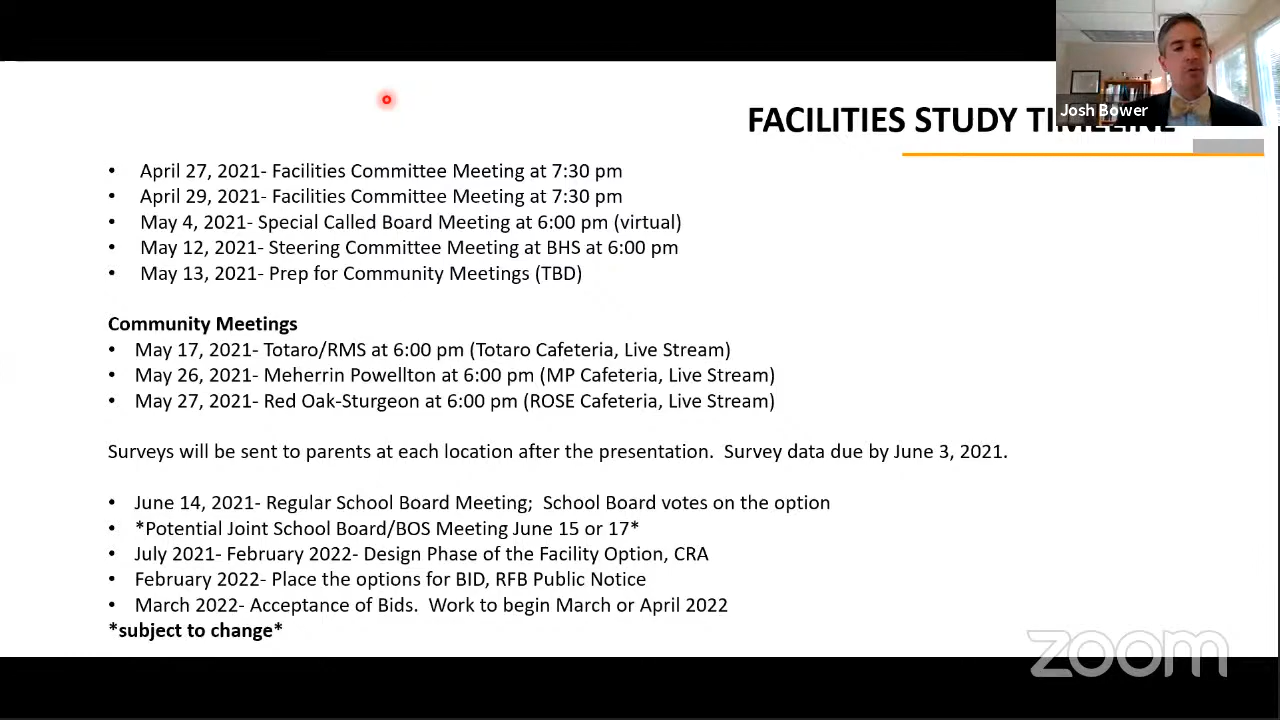 Josh Bower
FACILITIES STUDY TIMELINE
• April 27, 2021- Facilities Committee Meeting at 7:30 pm
• April 29, 2021- Facilities Committee Meeting at 7:30 pm
• May 4, 2021- Special Called Board Meeting at 6:00 pm (virtual)
• May 12, 2021- Steering Committee Meeting at BHS at 6:00 pm
• May 13, 2021- Prep for Community Meetings (TBD)
Community Meetings
• May 17, 2021- Totaro/RMS at 6:00 pm (Totaro Cafeteria, Live Stream)
• May 26, 2021- Meherrin Powellton at 6:00 pm (MP Cafeteria, Live Stream)
• May 27, 2021- Red Oak-Sturgeon at 6:00 pm (ROSE Cafeteria, Live Stream)
Surveys will be sent to parents at each location after the presentation.  Survey data due by June 3, 2021.
• June 14, 2021- Regular School Board Meeting;  School Board votes on the option
• *Potential Joint School Board/BOS Meeting June 15 or 17*
• July 2021- February 2022- Design Phase of the Facility Option, CRA
• February 2022- Place the options for BID, RFB Public Notice
• March 2022- Acceptance of Bids.  Work to begin March or April 2022
*subject to change*
zoom